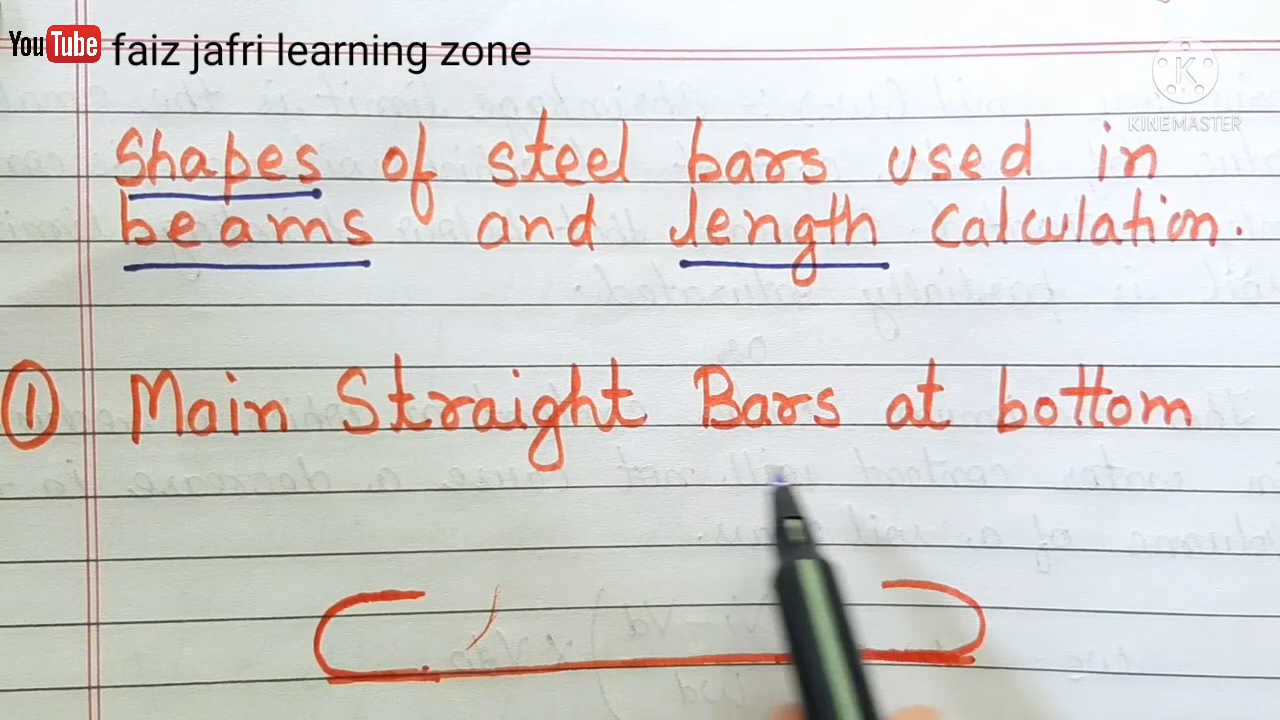 YouTube faiz jafri learning zone
KINEMASTER
Shapes of steel bars used in
beams and length calculation.
① Main Straight Bars at bottom